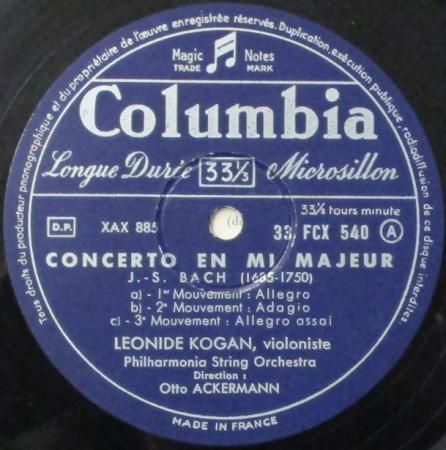 Tous droits du producteur phonographique et du propriétaire de l'œuvre enregistrée réservés. Duplication, exécution publique, radiodiffusion de ce disque interdites.
Magic Notes
TRADE MARK
Columbia
Longue Durée 33⅓ Microsillon
33⅓ tours minute
D.P. XAX 885 33 FCX 540 A
CONCERTO EN MI MAJEUR
J.-S. BACH (1685-1750)
a) - 1er Mouvement : Allegro
b) - 2e Mouvement : Adagio
c) - 3e Mouvement : Allegro assai
LEONIDE KOGAN, violoniste
Philharmonia String Orchestra
Direction :
Otto ACKERMANN
MADE IN FRANCE